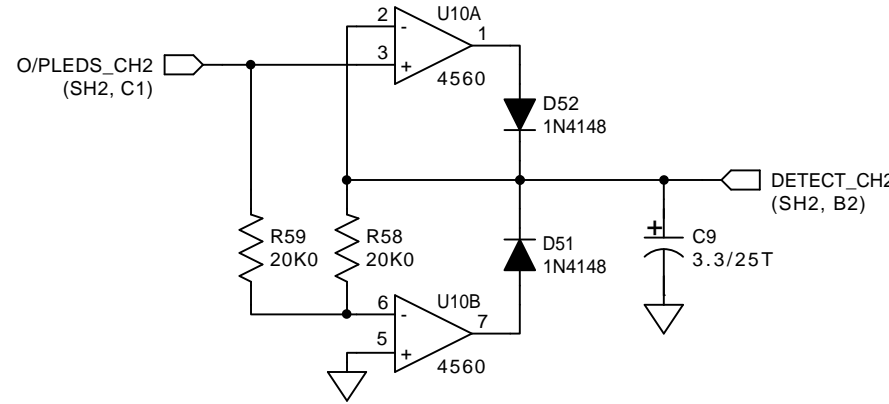 U10A
2
-
1
3
+
4560
O/PLEDS_CH2
(SH2, C1)
D52
1N4148
DETECT_CH2
(SH2, B2)
R59
20K0
R58
20K0
D51
1N4148
+
C9
3.3/25T
U10B
6
-
7
5
+
4560